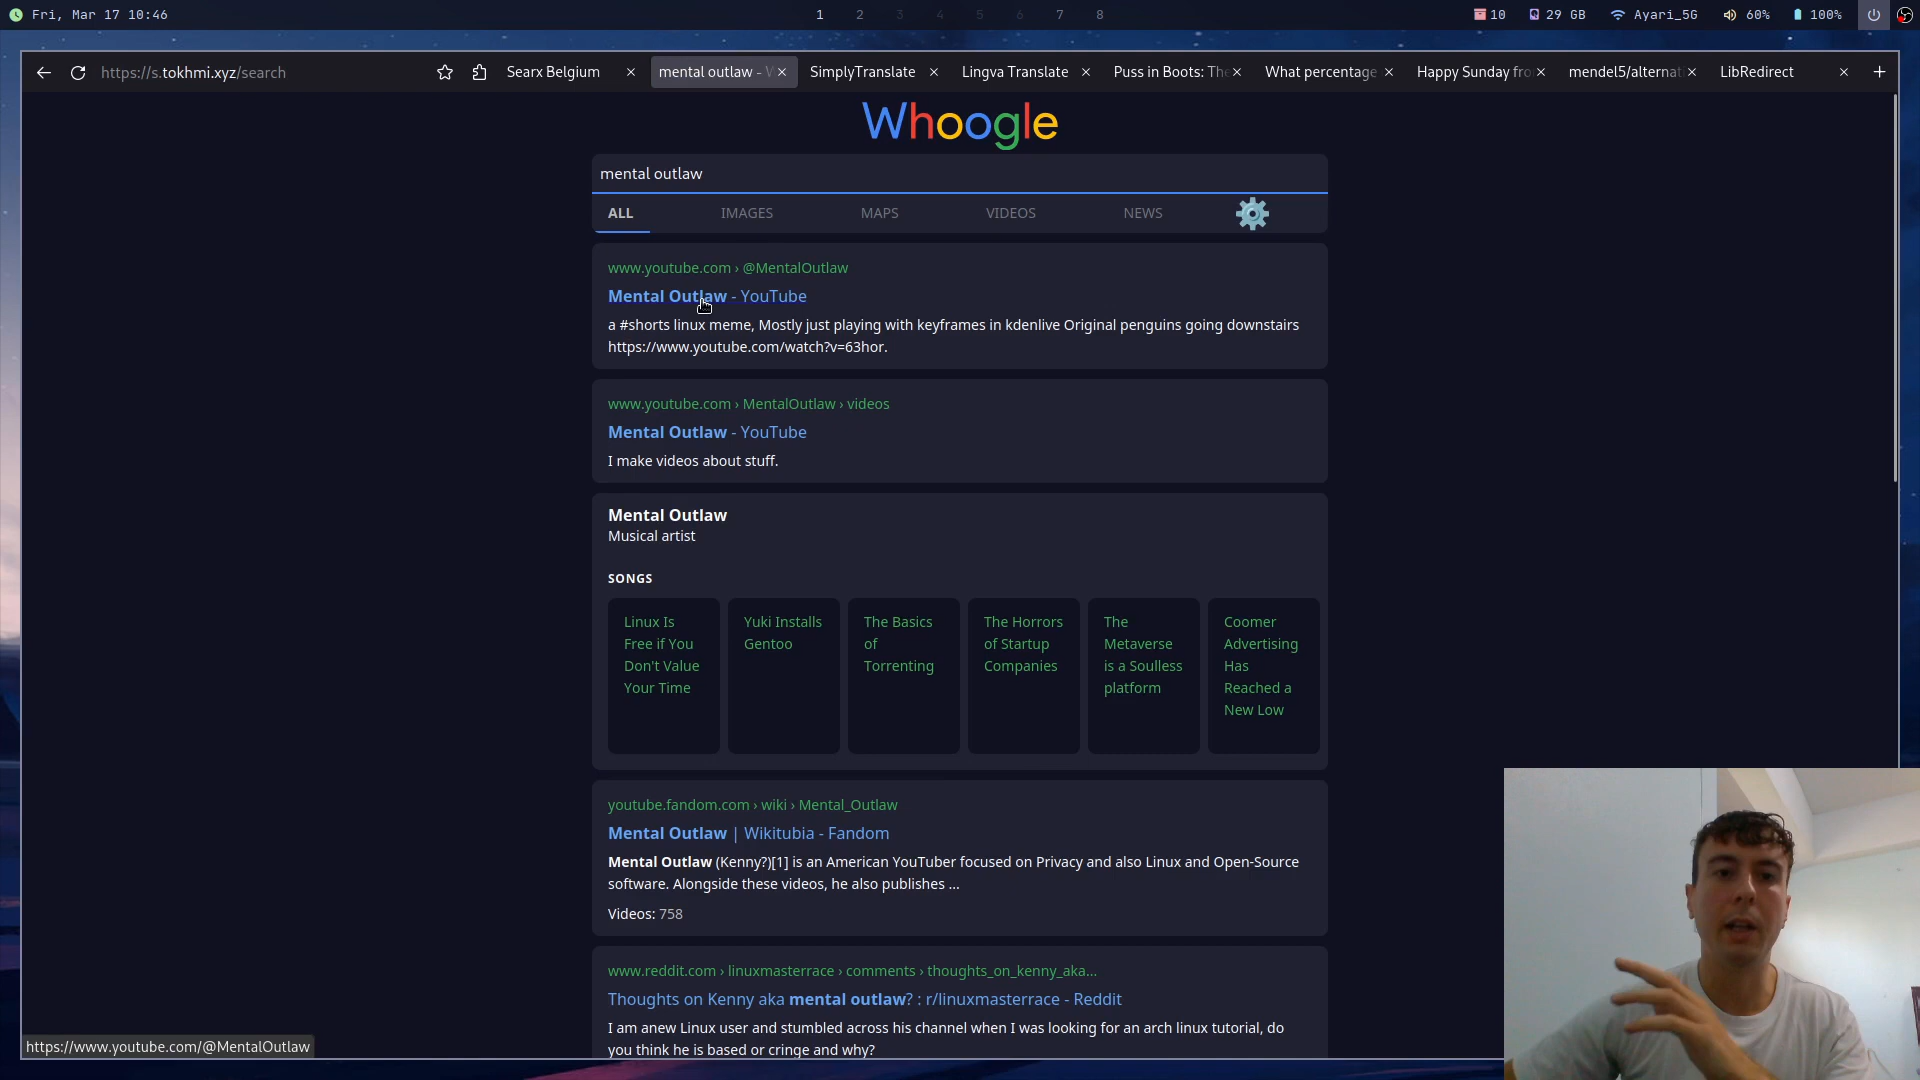 Fri, Mar 17 10:46
1 2 3 4 5 6 7 8
10 29 GB Ayari_5G 60% 100%
https://s.tokhmi.xyz/search
Searx Belgium
mental outlaw -
SimplyTranslate
Lingva Translate
Puss in Boots: The
What percentage
Happy Sunday fro
mendel5/alternat
LibRedirect
Whoogle
mental outlaw
ALL IMAGES MAPS VIDEOS NEWS
www.youtube.com › @MentalOutlaw
Mental Outlaw - YouTube
a #shorts linux meme, Mostly just playing with keyframes in kdenlive Original penguins going downstairs
https://www.youtube.com/watch?v=63hor.
www.youtube.com › MentalOutlaw › videos
Mental Outlaw - YouTube
I make videos about stuff.
Mental Outlaw
Musical artist
SONGS
Linux Is
Free if You
Don't Value
Your Time
Yuki Installs
Gentoo
The Basics
of
Torrenting
The Horrors
of Startup
Companies
The
Metaverse
is a Soulless
platform
Coomer
Advertising
Has
Reached a
New Low
youtube.fandom.com › wiki › Mental_Outlaw
Mental Outlaw | Wikitubia - Fandom
Mental Outlaw (Kenny?)[1] is an American YouTuber focused on Privacy and also Linux and Open-Source
software. Alongside these videos, he also publishes ...
Videos: 758
www.reddit.com › linuxmasterrace › comments › thoughts_on_kenny_aka...
Thoughts on Kenny aka mental outlaw? : r/linuxmasterrace - Reddit
I am anew Linux user and stumbled across his channel when I was looking for an arch linux tutorial, do
you think he is based or cringe and why?
https://www.youtube.com/@MentalOutlaw